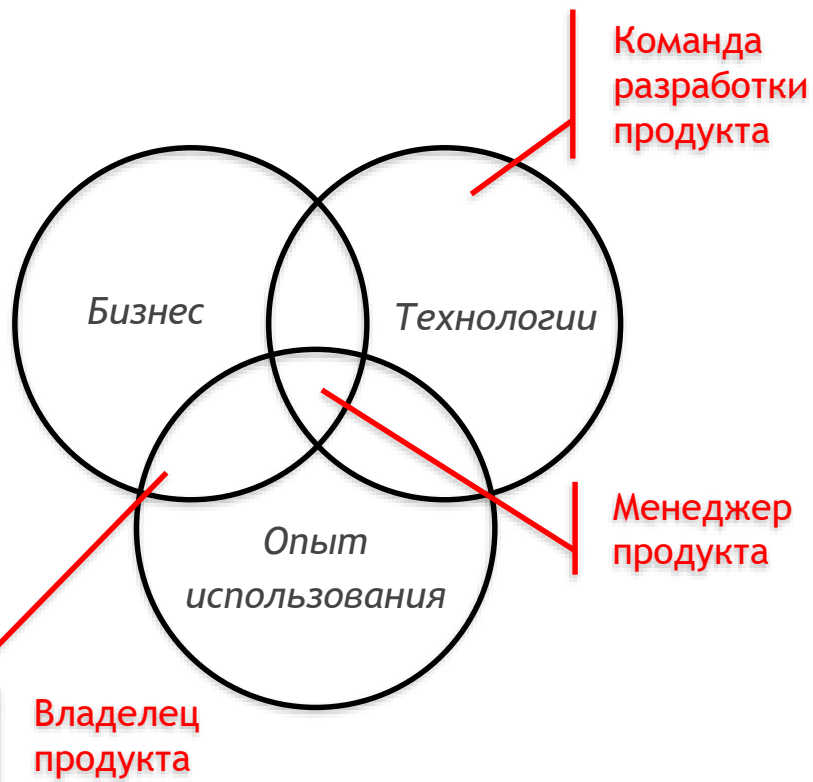 Команда
разработки
продукта
Бизнес
Технологии
Менеджер
продукта
Опыт
использования
Владелец
продукта